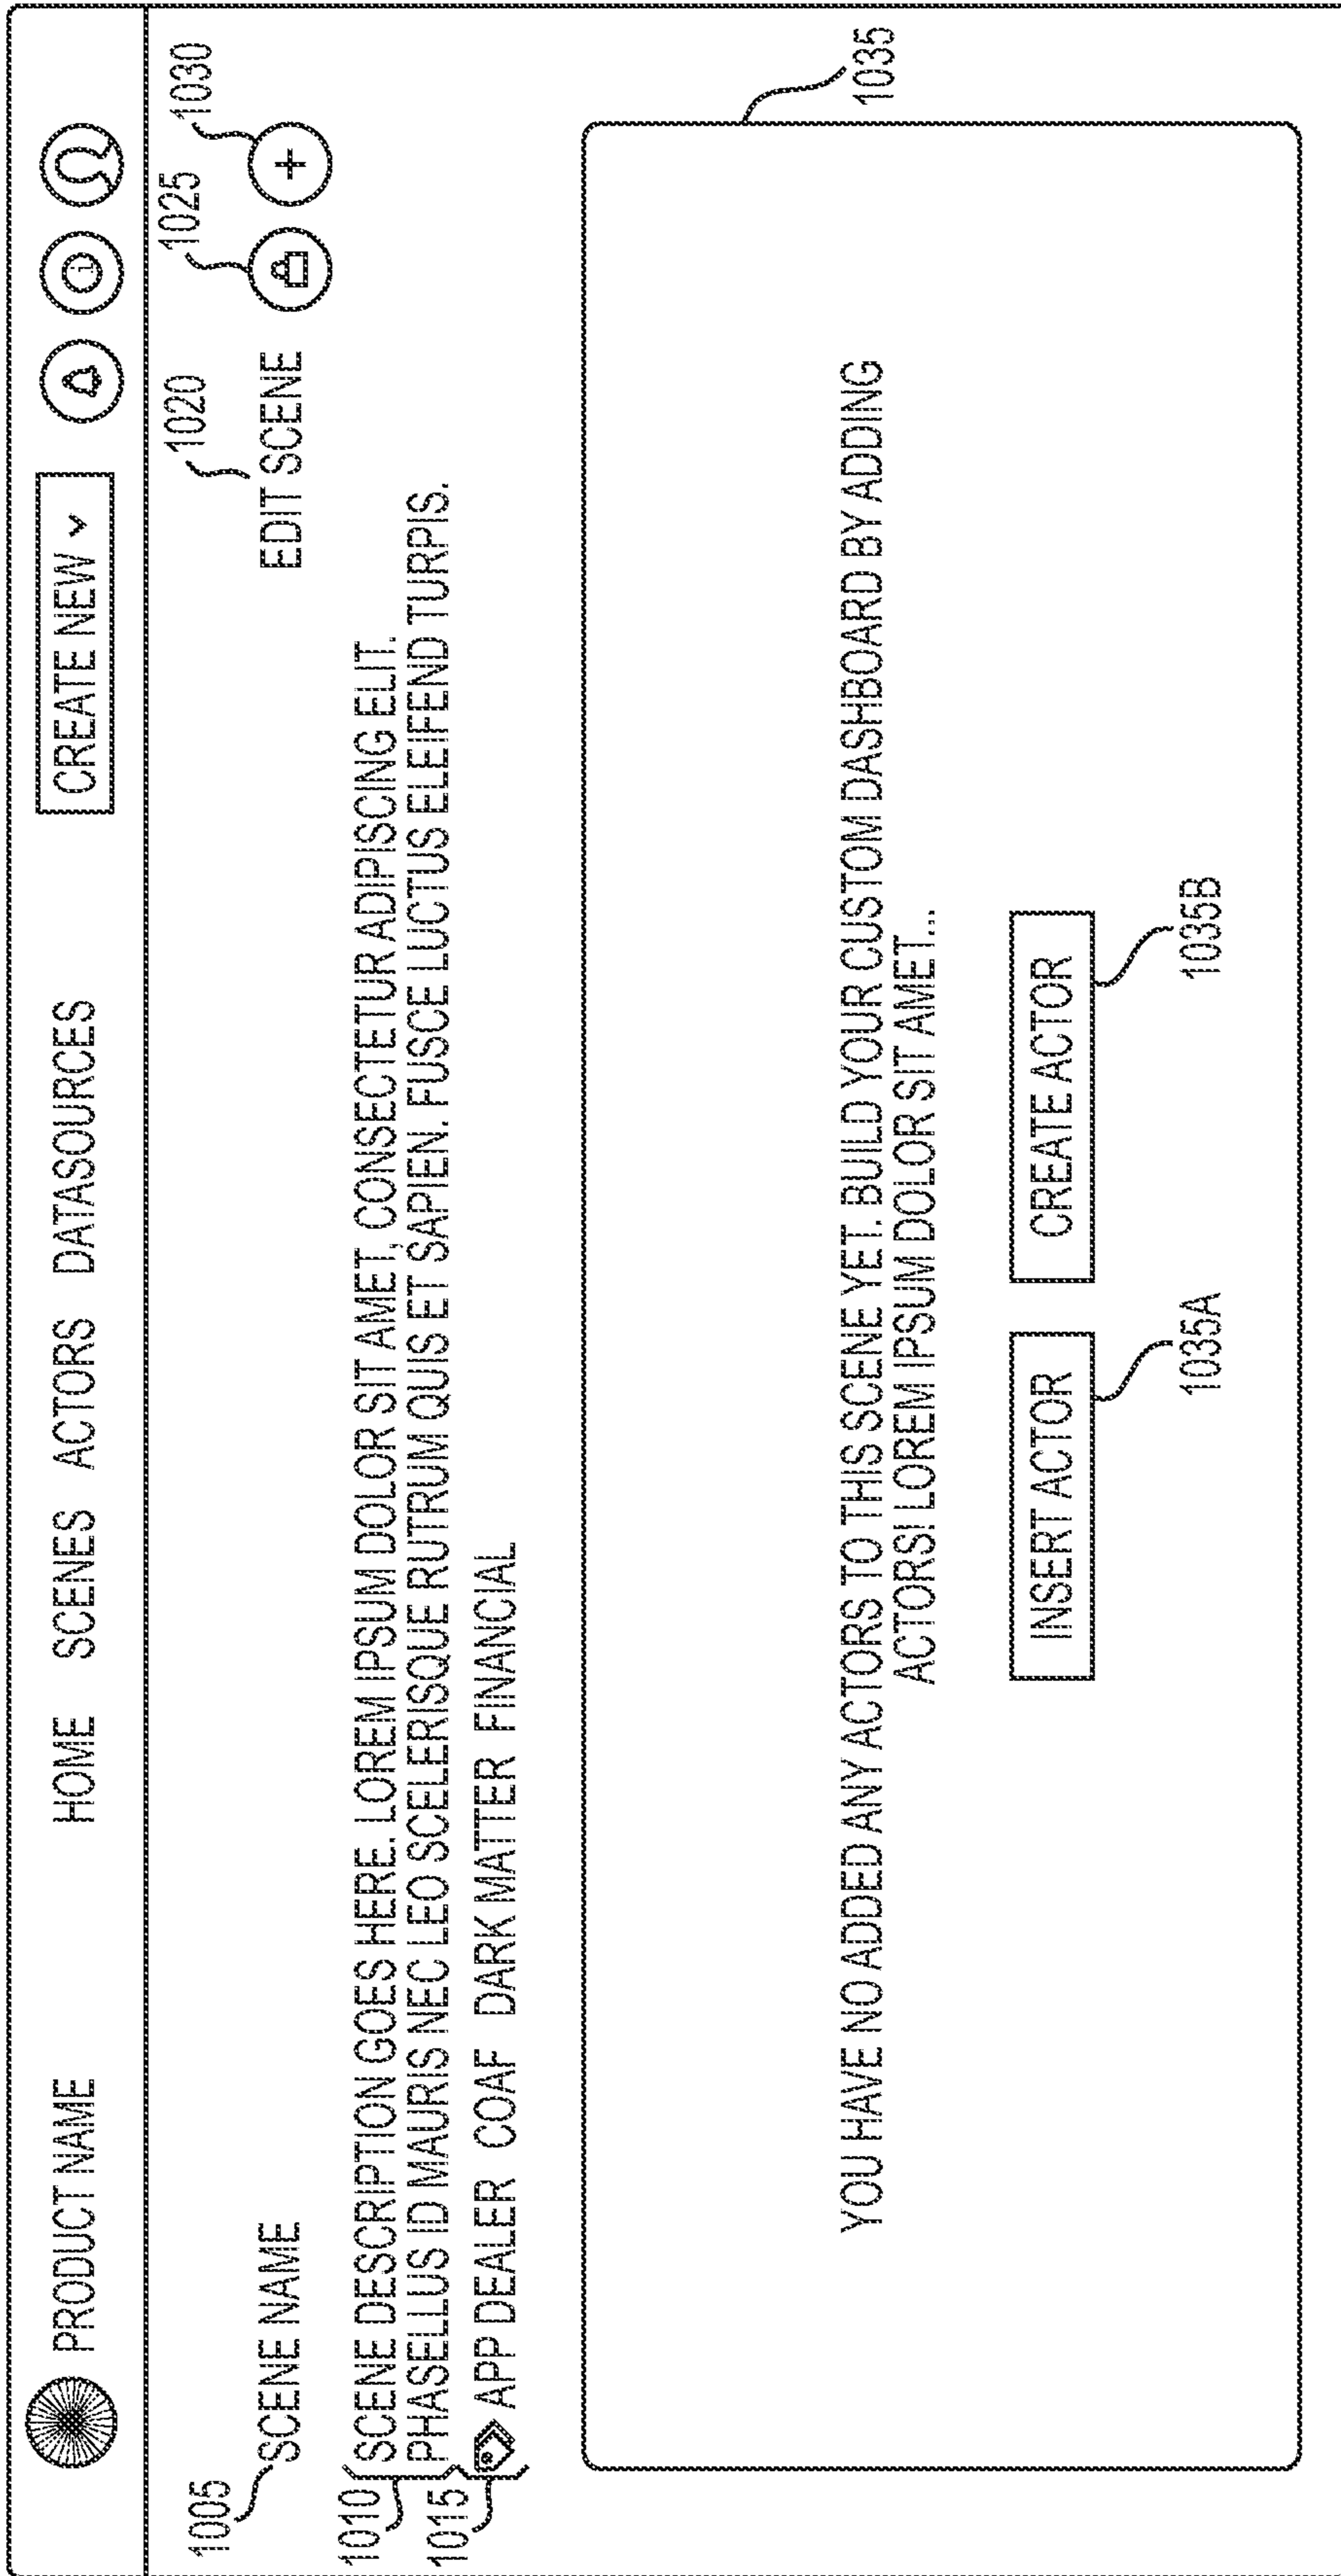 PRODUCT NAME HOME SCENES ACTORS DATASOURCES CREATE NEW
1005 1020 1025 1030
SCENE NAME EDIT SCENE
1010
SCENE DESCRIPTION GOES HERE. LOREM IPSUM DOLOR SIT AMET, CONSECTETUR ADIPISCING ELIT.
PHASELLUS ID MAURIS NEC LEO SCELERISQUE RUTRUM QUIS ET SAPIEN. FUSCE LUCTUS ELEIFEND TURPIS.
1015
APP DEALER COAF DARK MATTER FINANCIAL
YOU HAVE NO ADDED ANY ACTORS TO THIS SCENE YET. BUILD YOUR CUSTOM DASHBOARD BY ADDING
1035
ACTORS! LOREM IPSUM DOLOR SIT AMET...
INSERT ACTOR CREATE ACTOR
1035A 1035B